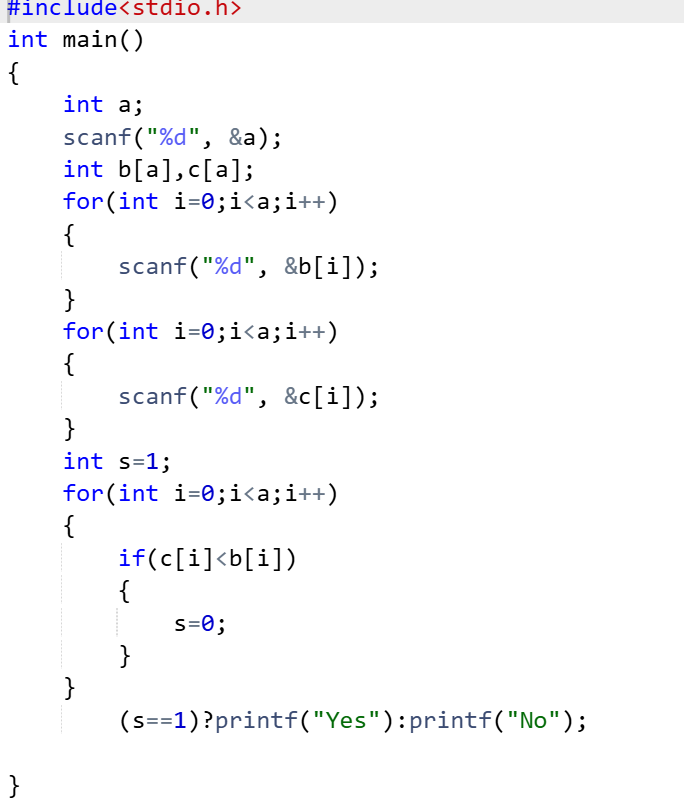 #include<stdio.h>
int main()
{
    int a;
    scanf("%d", &a);
    int b[a],c[a];
    for(int i=0;i<a;i++)
    {
        scanf("%d", &b[i]);
    }
    for(int i=0;i<a;i++)
    {
        scanf("%d", &c[i]);
    }
    int s=1;
    for(int i=0;i<a;i++)
    {
        if(c[i]<b[i])
        {
            s=0;
        }
    }
        (s==1)?printf("Yes"):printf("No");
}